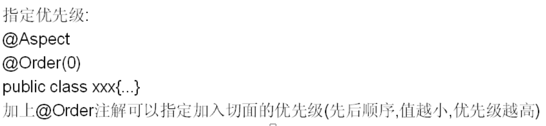 指定优先级:
@Aspect
@Order(0)
public class xxx{...}
加上@Order注解可以指定加入切面的优先级(先后顺序,值越小,优先级越高)